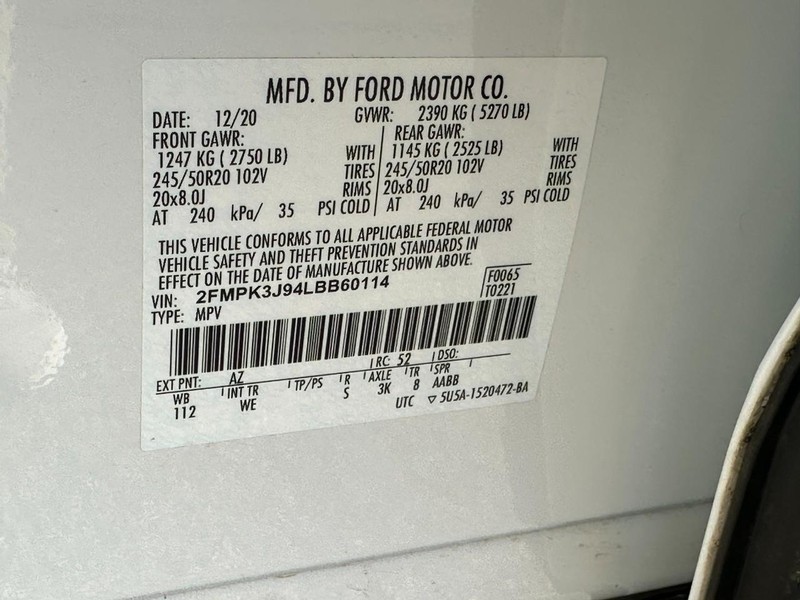 MFD. BY FORD MOTOR CO.
DATE: 12/20 GVWR: 2390 KG ( 5270 LB)
FRONT GAWR: REAR GAWR:
1247 KG ( 2750 LB) WITH 1145 KG ( 2525 LB) WITH
245/50R20 102V TIRES 245/50R20 102V TIRES
20x8.0J RIMS 20x8.0J RIMS
AT 240 kPa/ 35 PSI COLD AT 240 kPa/ 35 PSI COLD
THIS VEHICLE CONFORMS TO ALL APPLICABLE FEDERAL MOTOR
VEHICLE SAFETY AND THEFT PREVENTION STANDARDS IN
EFFECT ON THE DATE OF MANUFACTURE SHOWN ABOVE.
VIN: 2FMPK3J94LBB60114 F0065
TYPE: MPV T0221
EXT PNT: AZ RC: 52 DSO:
WB INT TR TP/PS R AXLE TR SPR
112 WE S 3K 8 AABB
UTC ▽ 5U5A-1520472-BA